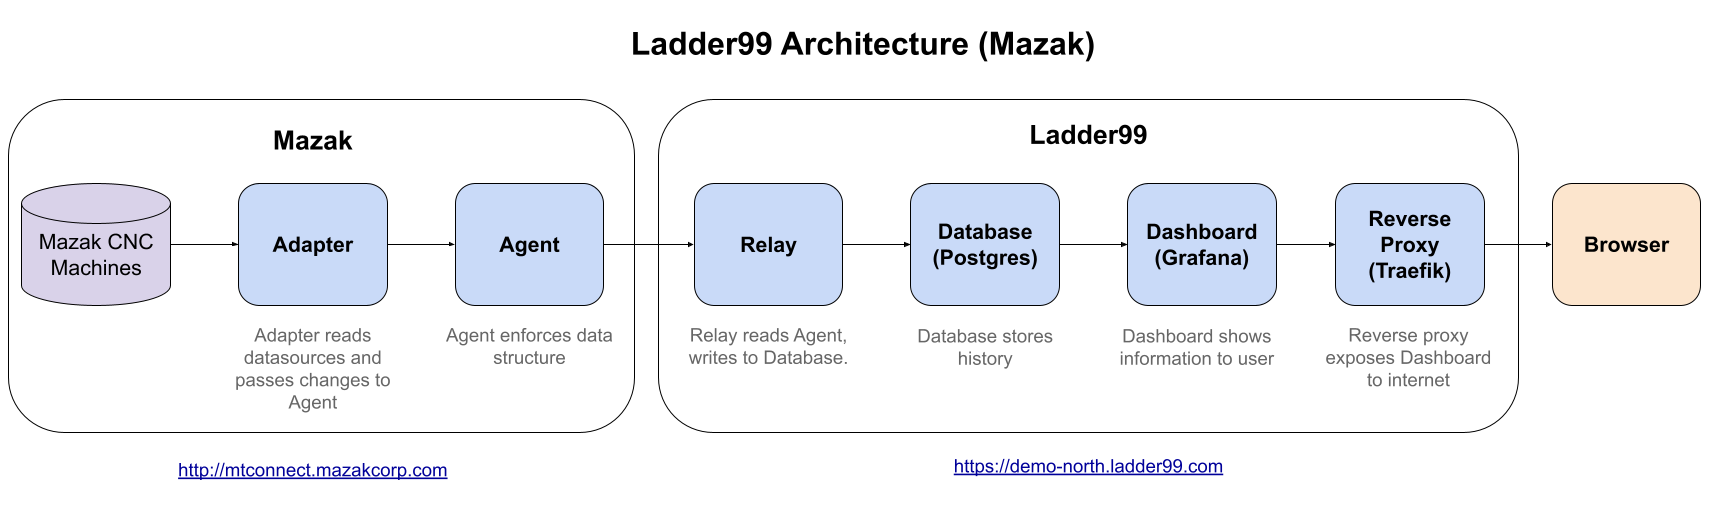 Ladder99 Architecture (Mazak)
Mazak
Ladder99
Mazak CNC
Machines
Adapter
Agent
Relay
Database
(Postgres)
Dashboard
(Grafana)
Reverse
Proxy
(Traefik)
Browser
Adapter reads
datasources and
passes changes to
Agent
Agent enforces data
structure
Relay reads Agent,
writes to Database.
Database stores
history
Dashboard shows
information to user
Reverse proxy
exposes Dashboard
to internet
http://mtconnect.mazakcorp.com
https://demo-north.ladder99.com